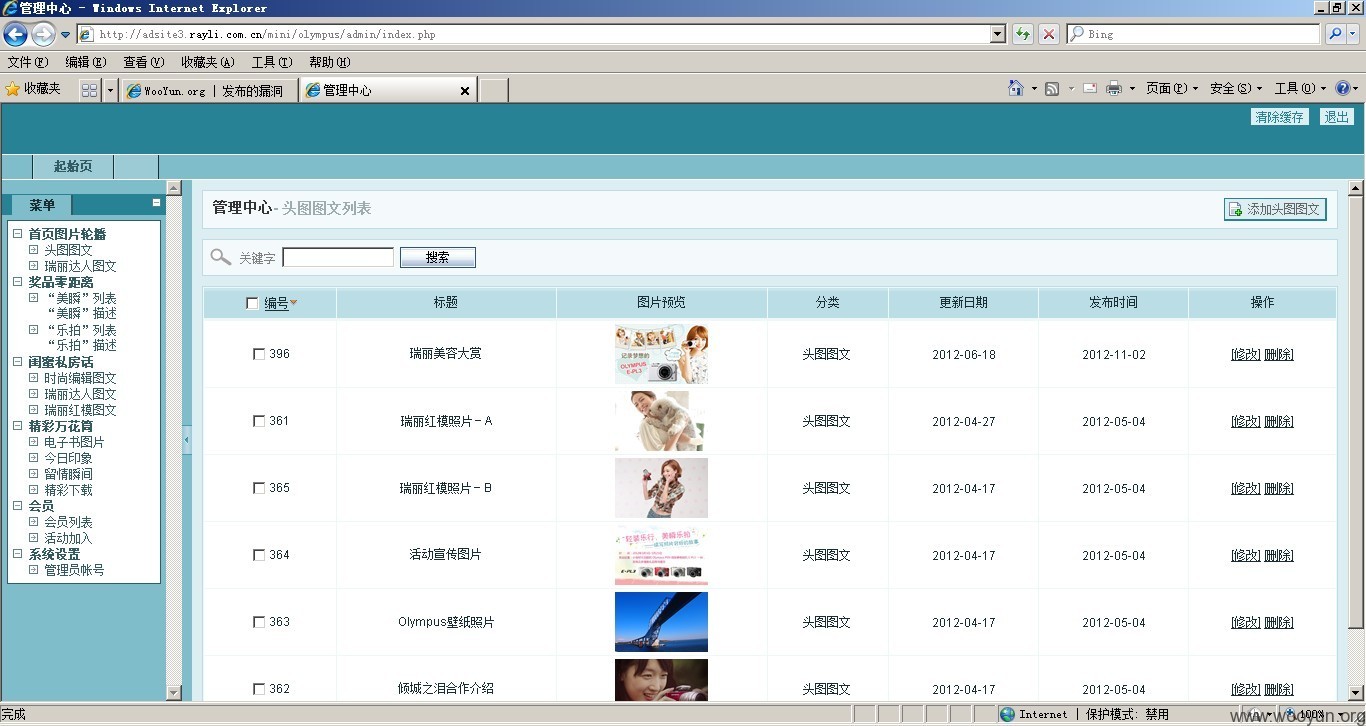 管理中心 - Windows Internet Explorer
http://adsite3.rayli.com.cn/mini/olympus/admin/index.php
Bing
文件(F) 编辑(E) 查看(V) 收藏夹(A) 工具(T) 帮助(H)
收藏夹 WooYun.org | 发布的漏洞 管理中心 页面(P) 安全(S) 工具(O)
清除缓存 退出
起始页
菜单
首页图片轮播
头图图文
瑞丽达人图文
奖品零距离
“美瞬”列表
“美瞬”描述
“乐拍”列表
“乐拍”描述
闺蜜私房话
时尚编辑图文
瑞丽达人图文
瑞丽红模图文
精彩万花筒
电子书图片
今日印象
留情瞬间
精彩下载
会员
会员列表
活动加入
系统设置
管理员帐号
管理中心 - 头图图文列表 添加头图图文
关键字 搜索
编号 标题 图片预览 分类 更新日期 发布时间 操作
396 瑞丽美容大赏 头图图文 2012-06-18 2012-11-02 [修改] [删除]
记录梦想的
OLYMPUS
E-PL3
361 瑞丽红模照片－A 头图图文 2012-04-27 2012-05-04 [修改] [删除]
365 瑞丽红模照片－B 头图图文 2012-04-17 2012-05-04 [修改] [删除]
364 活动宣传图片 头图图文 2012-04-17 2012-05-04 [修改] [删除]
“轻装乐行，美瞬乐拍”
E-PL3
363 Olympus壁纸照片 头图图文 2012-04-17 2012-05-04 [修改] [删除]
362 倾城之泪合作介绍 头图图文 2012-04-17 2012-05-04 [修改] [删除]
完成 Internet | 保护模式: 禁用 100%
www.wooyun.org